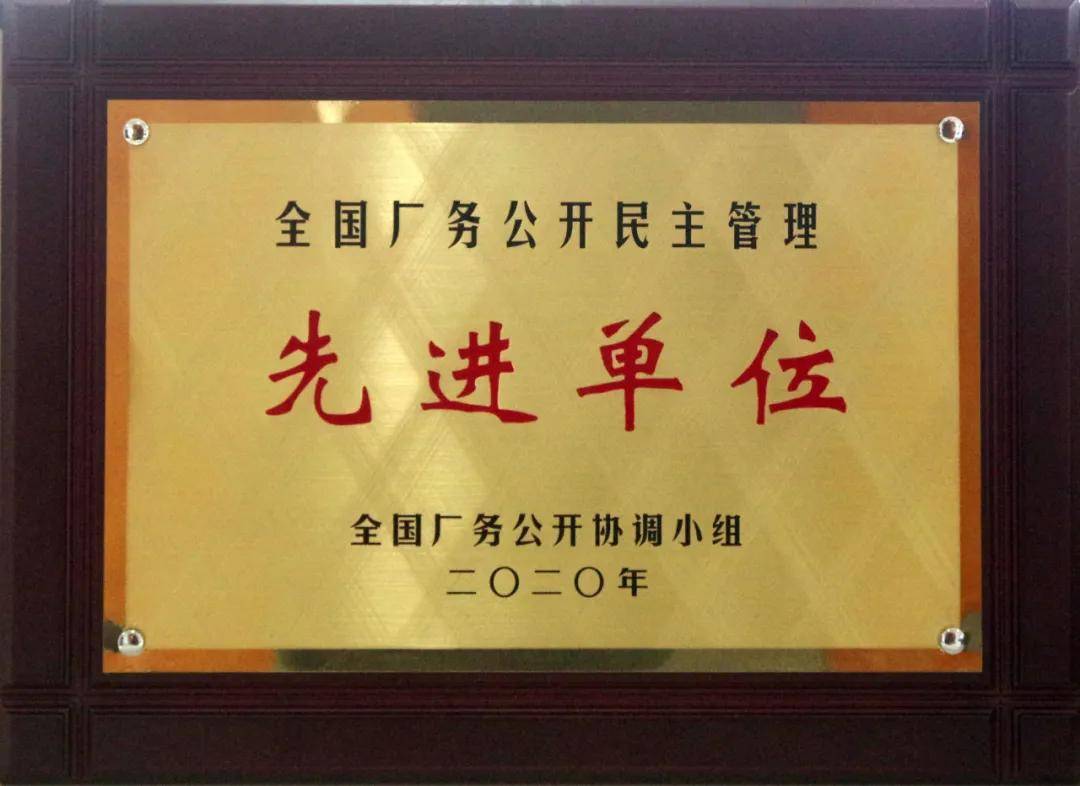 全国厂务公开民主管理
先进单位
全国厂务公开协调小组
二〇二〇年